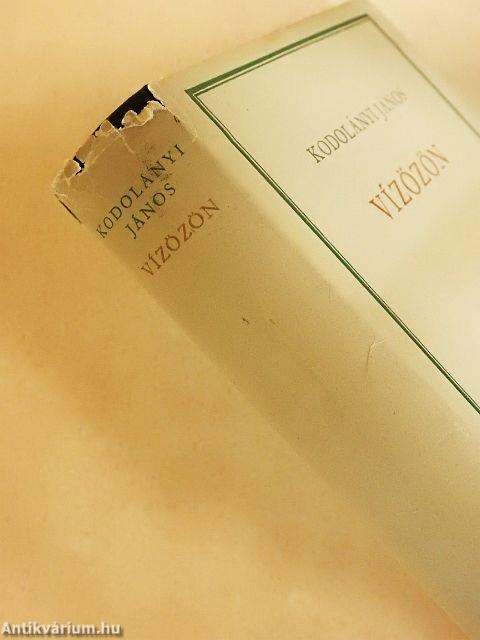 KODOLÁNYI
JÁNOS
VÍZÖZÖN
KODOLÁNYI JÁNOS
VÍZÖZÖN
Antikvárium.hu